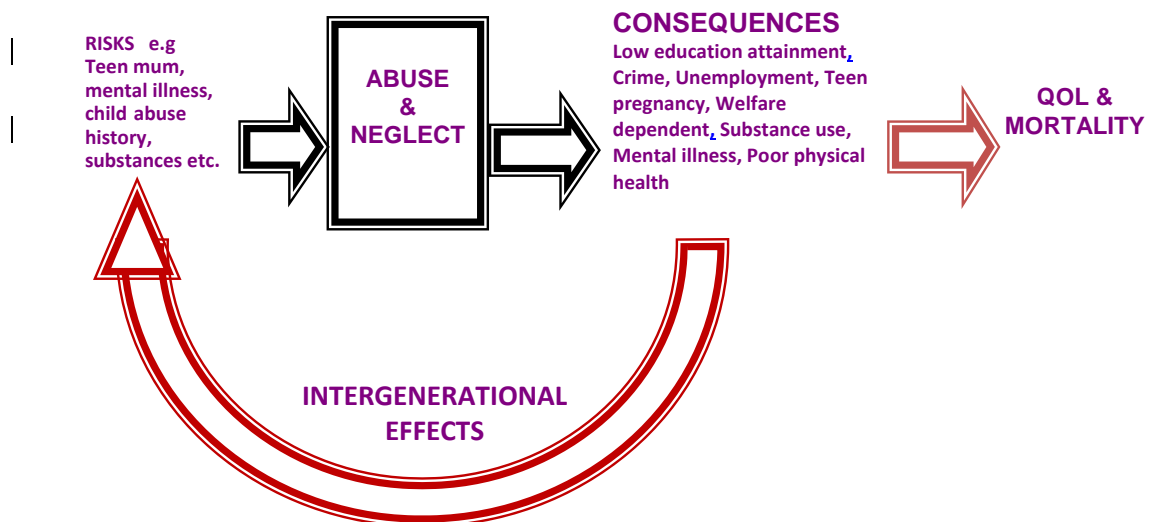 RISKS e.g
Teen mum,
mental illness,
child abuse
history,
substances etc.
ABUSE
&
NEGLECT
CONSEQUENCES
Low education attainment,
Crime, Unemployment, Teen
pregnancy, Welfare
dependent, Substance use,
Mental illness, Poor physical
health
QOL &
MORTALITY
INTERGENERATIONAL
EFFECTS